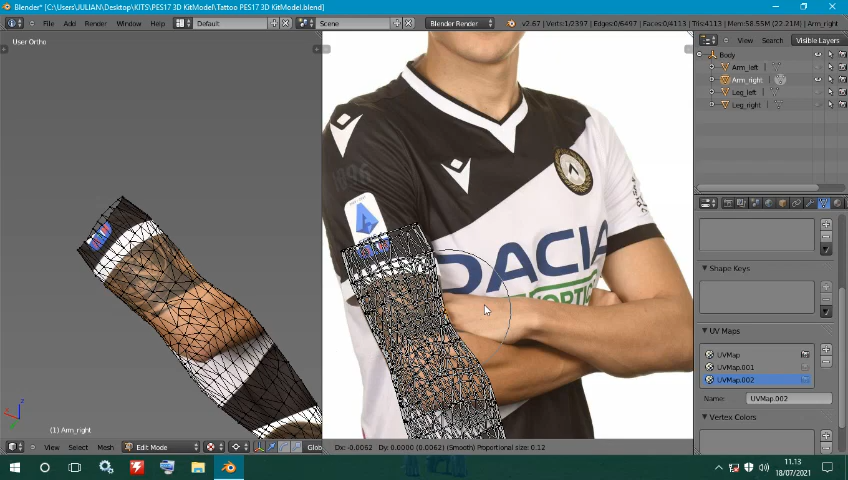 Blender* [C:\Users\JULIAN\Desktop\KITS\PES17 3D KitModel\Tattoo PES17 3D KitModel.blend]
File Render Window Help Default Scene Blender Render v2.67 | Verts:1/2397 | Edges:0/6497 | Faces:0/4113 | Tris:4113 | Mem:58.55M (22.21M) | Arm_right
User Ortho
View Search Visible Layers
Body
Arm_left
Arm_right
Leg_left
Leg_right
1896
DACIA
Shape Keys
UV Maps
UVMap
UVMap.001
UVMap.002
Name: UVMap.002
Vertex Colors
(1) Arm_right
View Select Mesh Edit Mode Glob
Dx: -0.0062 Dy: 0.0000 (0.0062) (Smooth) Proportional size: 0.12
11.13
18/07/2021